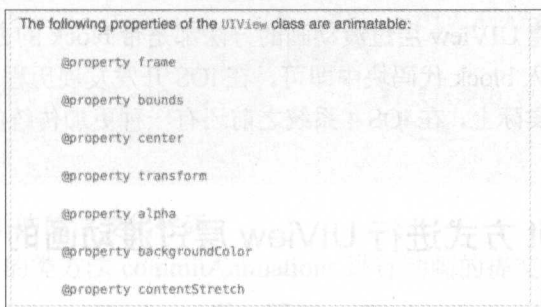 The following properties of the UIView class are animatable:
@property frame
@property bounds
@property center
@property transform
@property alpha
@property backgroundColor
@property contentStretch